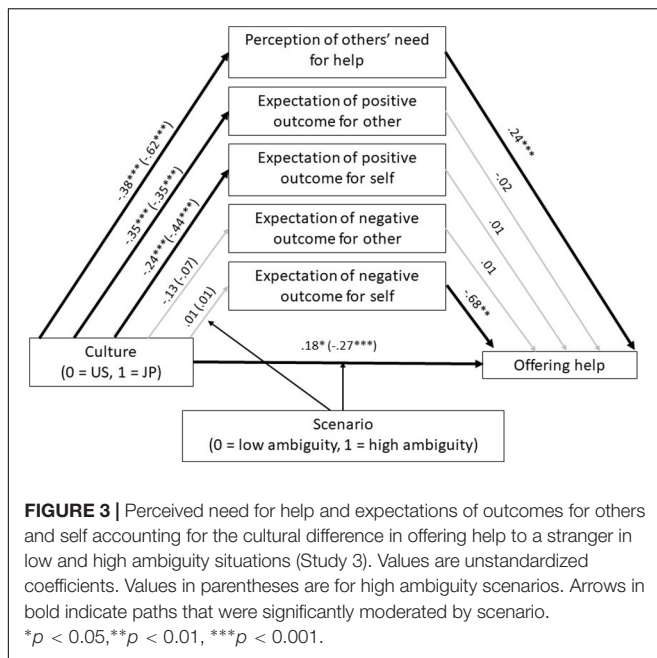 Perception of others' need
for help
Expectation of positive
outcome for other
Expectation of positive
outcome for self
Expectation of negative
outcome for other
Expectation of negative
outcome for self
-.38*** (-.62***)
-.35*** (-.35***)
-.24*** (-.44***)
-.13 (-.07)
.01 (.01)
.24***
-.02
.01
.01
-.68**
Culture
(0 = US, 1 = JP)
.18* (-.27***)
Offering help
Scenario
(0 = low ambiguity, 1 = high ambiguity)
FIGURE 3 | Perceived need for help and expectations of outcomes for others
and self accounting for the cultural difference in offering help to a stranger in
low and high ambiguity situations (Study 3). Values are unstandardized
coefficients. Values in parentheses are for high ambiguity scenarios. Arrows in
bold indicate paths that were significantly moderated by scenario.
*p < 0.05,**p < 0.01, ***p < 0.001.